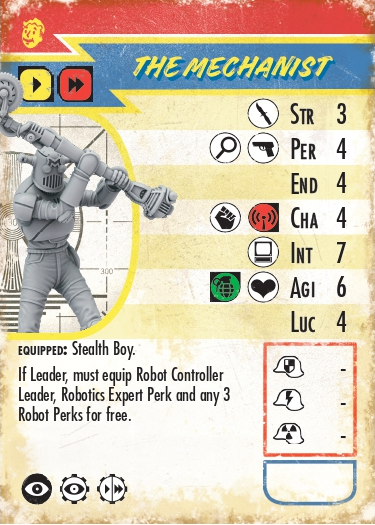 THE MECHANIST
STR 3
PER 4
END 4
CHA 4
INT 7
AGI 6
LUC 4
300
EQUIPPED: Stealth Boy.
If Leader, must equip Robot Controller
Leader, Robotics Expert Perk and any 3
Robot Perks for free.
-
-
-